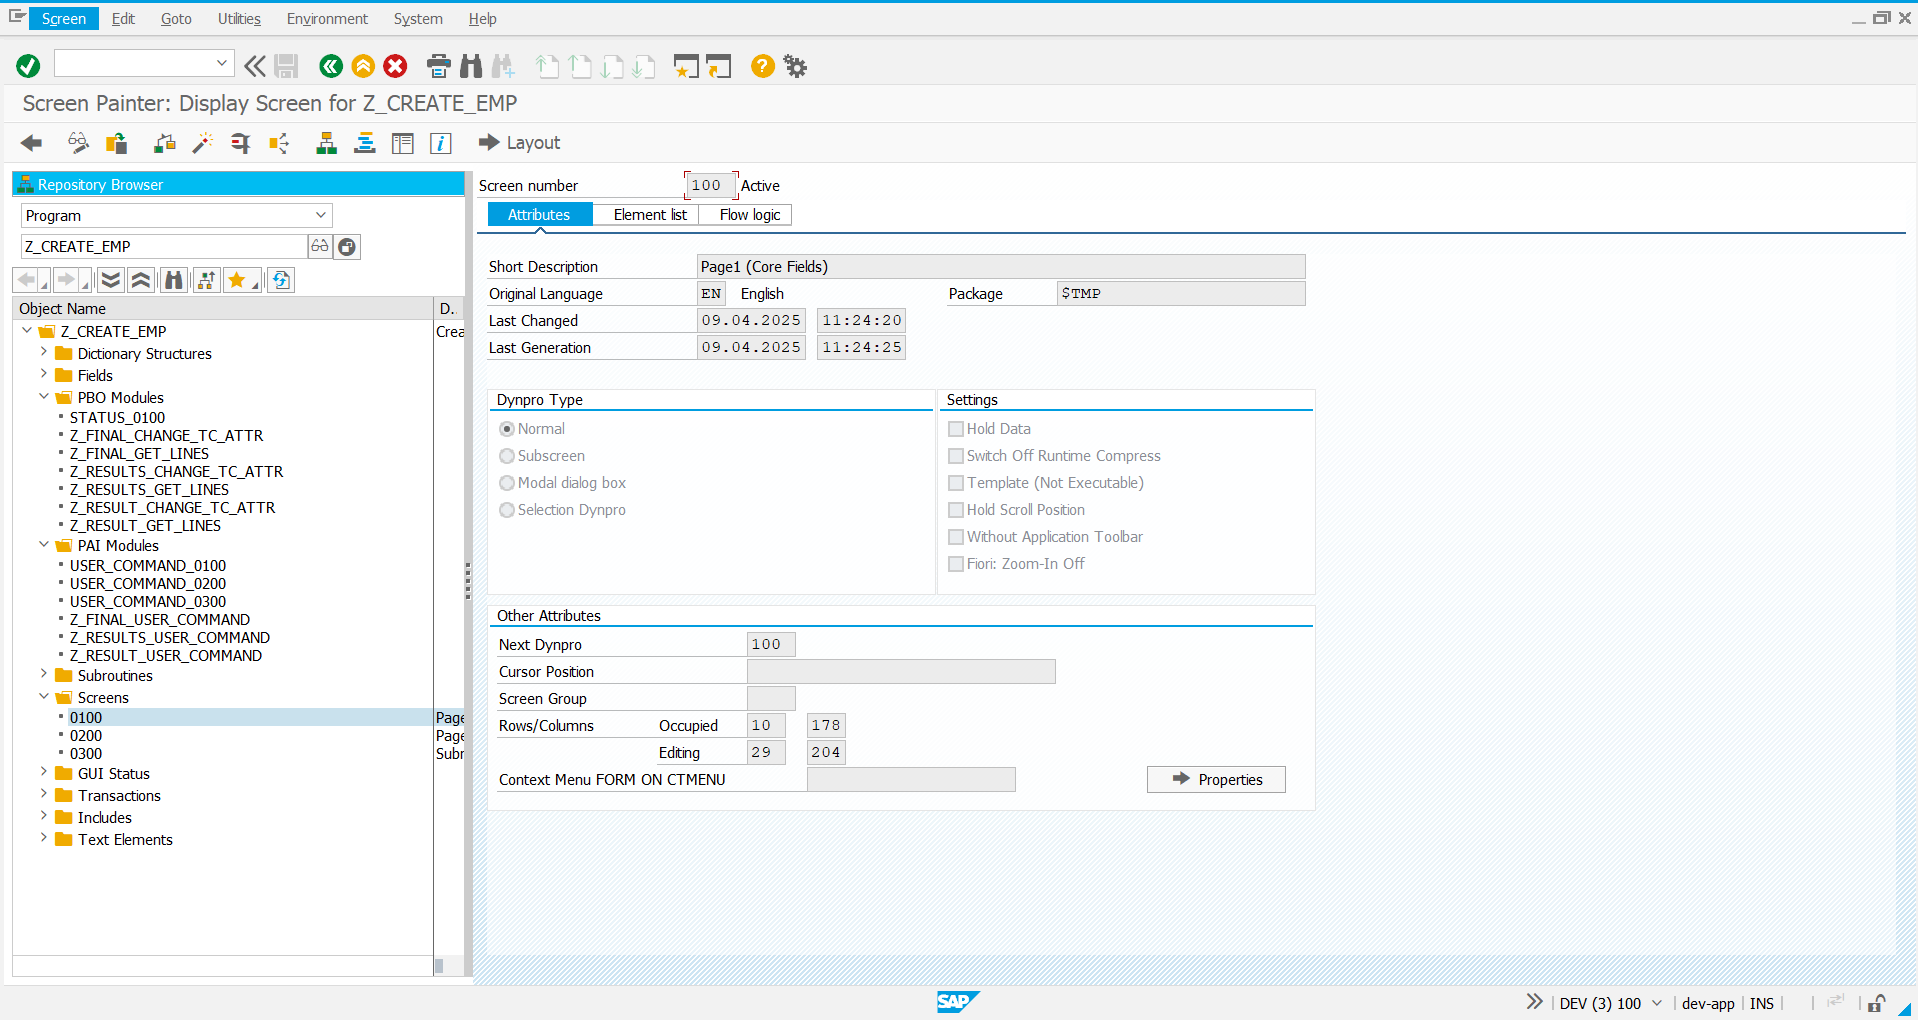 Screen Edit Goto Utilities Environment System Help
Screen Painter: Display Screen for Z_CREATE_EMP
Layout
Repository Browser
Program
Z_CREATE_EMP
Object Name D..
Z_CREATE_EMP Crea
Dictionary Structures
Fields
PBO Modules
STATUS_0100
Z_FINAL_CHANGE_TC_ATTR
Z_FINAL_GET_LINES
Z_RESULTS_CHANGE_TC_ATTR
Z_RESULTS_GET_LINES
Z_RESULT_CHANGE_TC_ATTR
Z_RESULT_GET_LINES
PAI Modules
USER_COMMAND_0100
USER_COMMAND_0200
USER_COMMAND_0300
Z_FINAL_USER_COMMAND
Z_RESULTS_USER_COMMAND
Z_RESULT_USER_COMMAND
Subroutines
Screens
0100 Page
0200 Page
0300 Subr
GUI Status
Transactions
Includes
Text Elements
Screen number 100 Active
Attributes Element list Flow logic
Short Description Page1 (Core Fields)
Original Language EN English Package $TMP
Last Changed 09.04.2025 11:24:20
Last Generation 09.04.2025 11:24:25
Dynpro Type
Normal
Subscreen
Modal dialog box
Selection Dynpro
Settings
Hold Data
Switch Off Runtime Compress
Template (Not Executable)
Hold Scroll Position
Without Application Toolbar
Fiori: Zoom-In Off
Other Attributes
Next Dynpro 100
Cursor Position
Screen Group
Rows/Columns Occupied 10 178
Editing 29 204
Context Menu FORM ON CTMENU
Properties
SAP
DEV (3) 100 dev-app INS